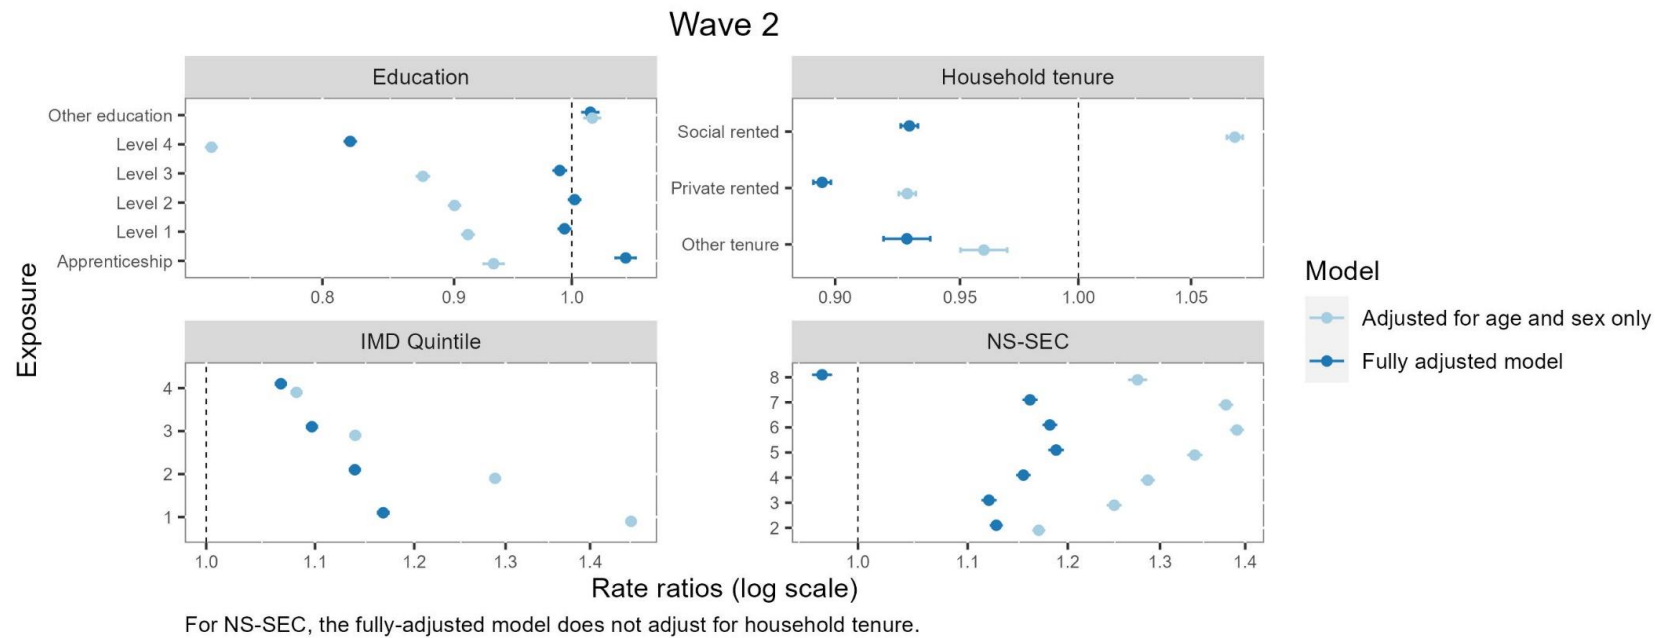 Wave 2
Education
Household tenure
Other education
Level 4
Level 3
Level 2
Level 1
Apprenticeship
0.8 0.9 1.0
Social rented
Private rented
Other tenure
0.90 0.95 1.00 1.05
Exposure
IMD Quintile
NS-SEC
4
3
2
1
1.0 1.1 1.2 1.3 1.4
8
7
6
5
4
3
2
1.0 1.1 1.2 1.3 1.4
Model
Adjusted for age and sex only
Fully adjusted model
Rate ratios (log scale)
For NS-SEC, the fully-adjusted model does not adjust for household tenure.